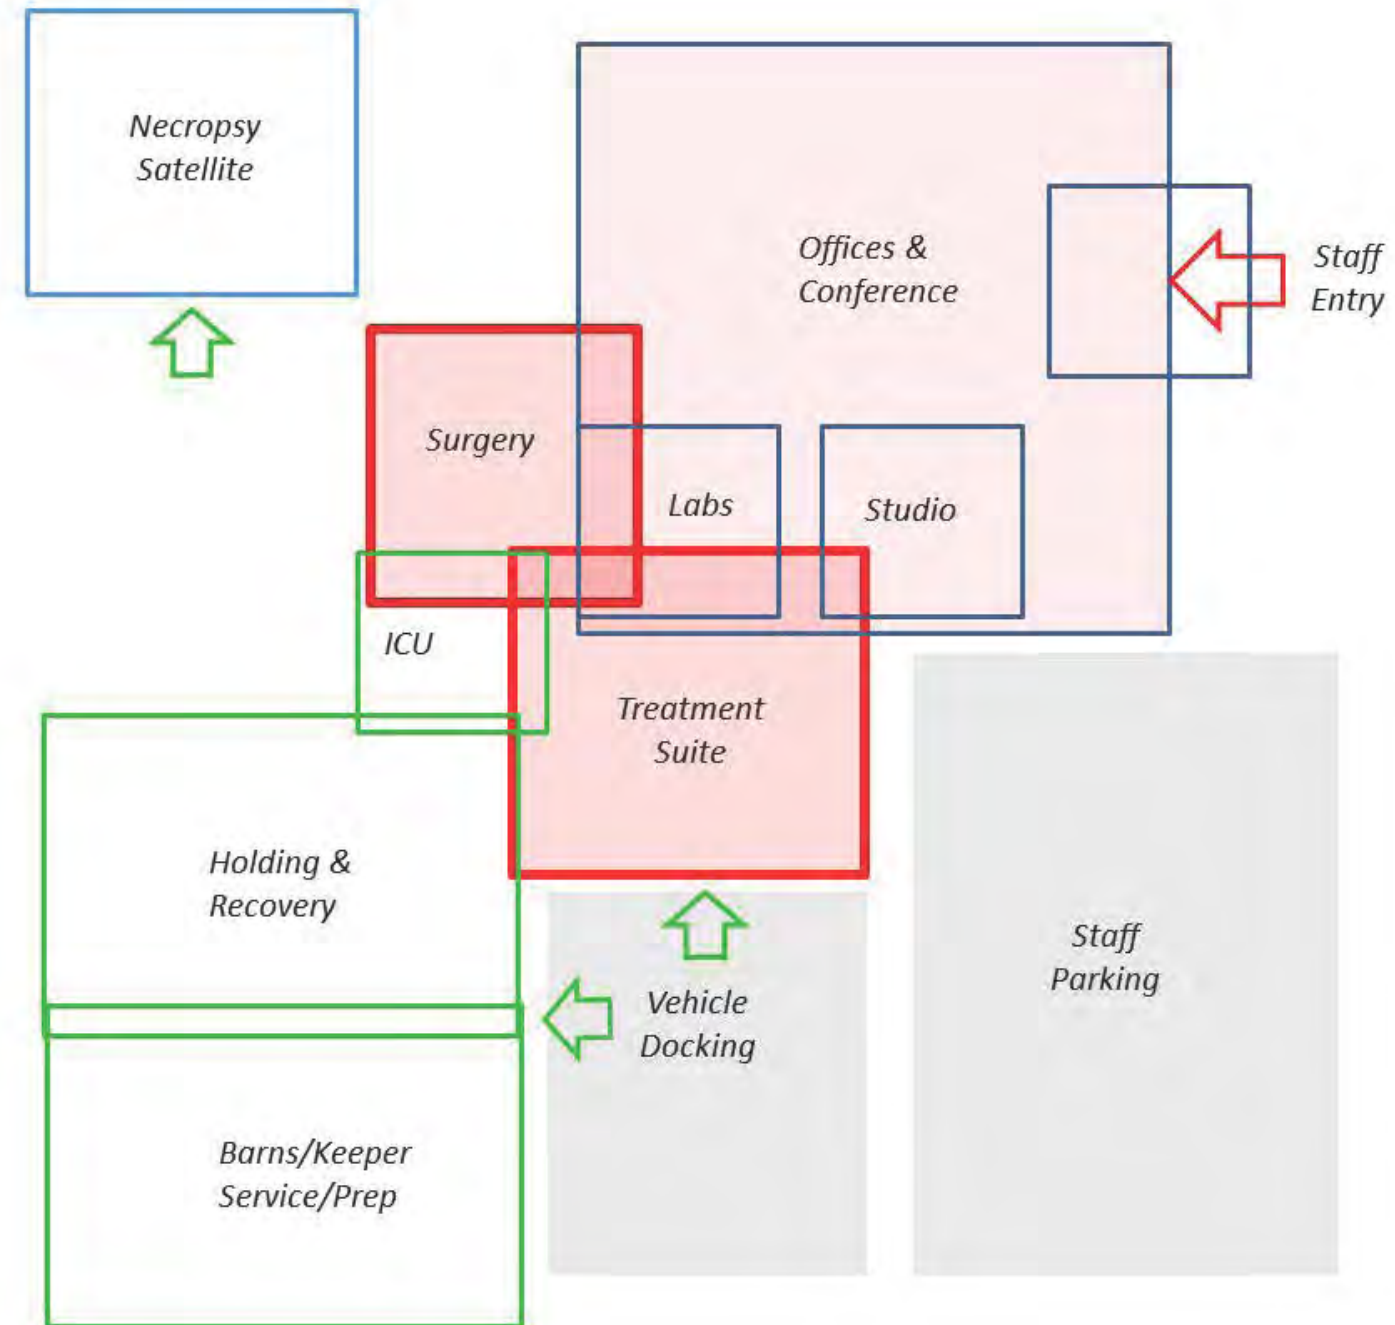 Necropsy
Satellite
Offices &
Conference
Staff
Entry
Surgery
Labs
Studio
ICU
Treatment
Suite
Holding &
Recovery
Staff
Parking
Vehicle
Docking
Barns/Keeper
Service/Prep